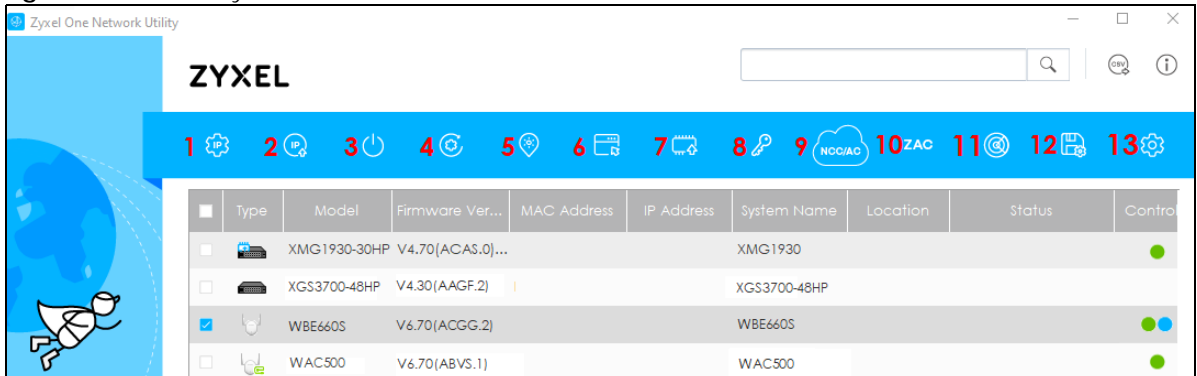 Zyxel One Network Utility
ZYXEL
CSV
1 IP 2 IP 3 4 5 6 7 8 9 NCC/AC 10 ZAC 11 12 13
Type Model Firmware Ver... MAC Address IP Address System Name Location Status Control
XMG1930-30HP V4.70(ACAS.0)... XMG1930
XGS3700-48HP V4.30(AAGF.2) XGS3700-48HP
WBE660S V6.70(ACGG.2) WBE660S
WAC500 V6.70(ABVS.1) WAC500